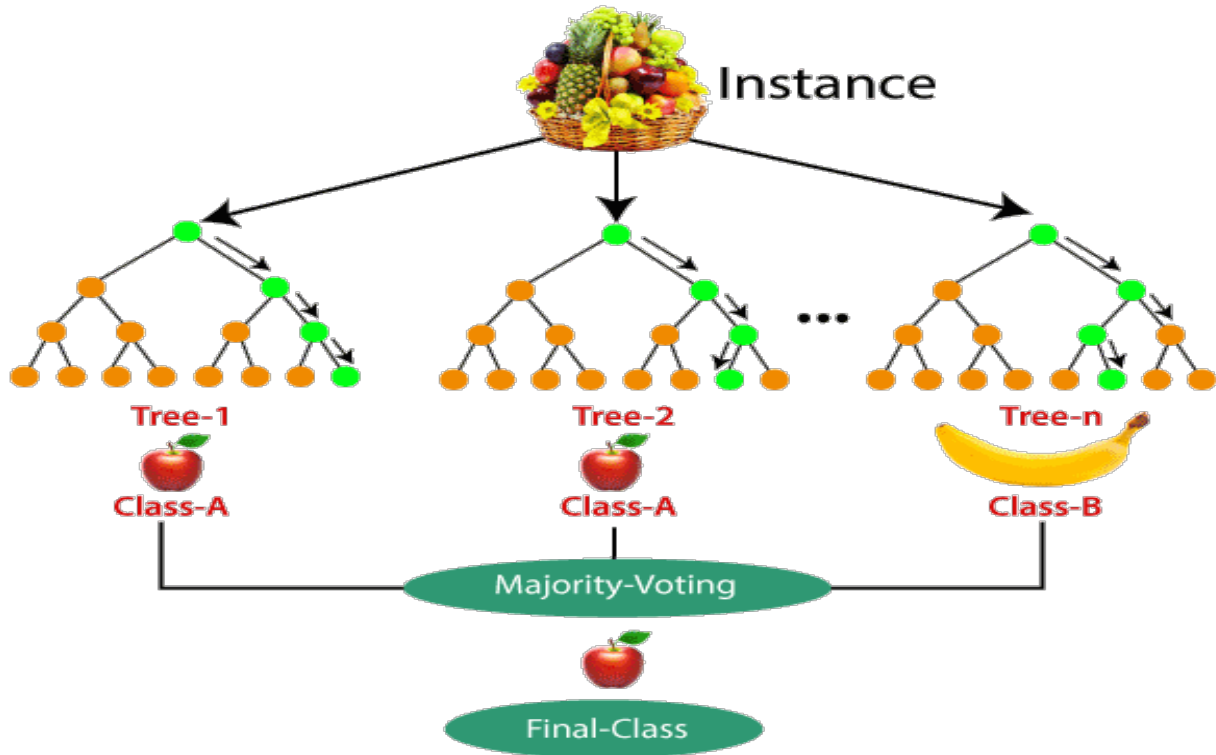 Instance
Tree-1
Tree-2
Tree-n
Class-A
Class-A
Class-B
Majority-Voting
Final-Class